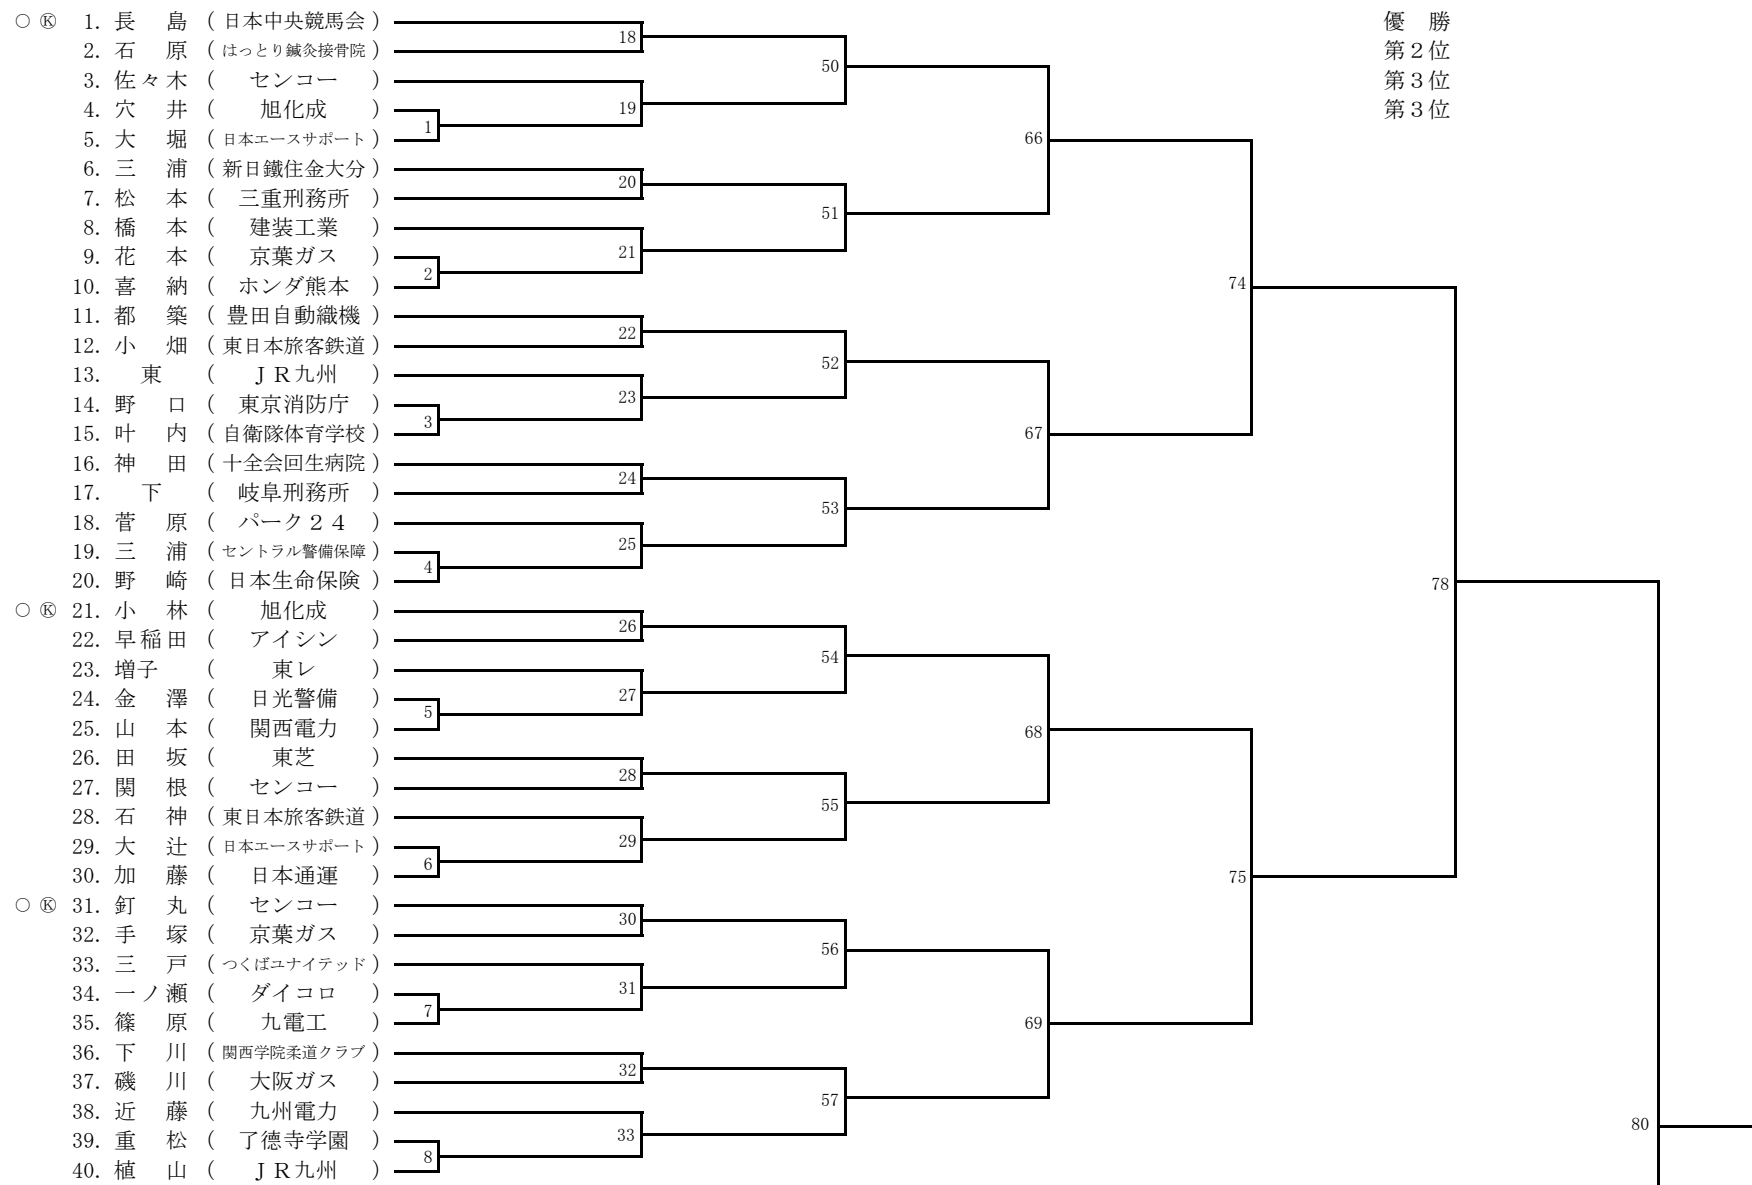 ○ Ⓚ 1. 長 島 ( 日本中央競馬会 )
2. 石 原 ( はっとり鍼灸接骨院 )
3. 佐々木 ( センコー )
4. 穴 井 ( 旭化成 )
5. 大 堀 ( 日本エースサポート )
6. 三 浦 ( 新日鐵住金大分 )
7. 松 本 ( 三重刑務所 )
8. 橋 本 ( 建装工業 )
9. 花 本 ( 京葉ガス )
10. 喜 納 ( ホンダ熊本 )
11. 都 築 ( 豊田自動織機 )
12. 小 畑 ( 東日本旅客鉄道 )
13. 東 ( ＪＲ九州 )
14. 野 口 ( 東京消防庁 )
15. 叶 内 ( 自衛隊体育学校 )
16. 神 田 ( 十全会回生病院 )
17. 下 ( 岐阜刑務所 )
18. 菅 原 ( パーク２４ )
19. 三 浦 ( セントラル警備保障 )
20. 野 崎 ( 日本生命保険 )
○ Ⓚ 21. 小 林 ( 旭化成 )
22. 早稲田 ( アイシン )
23. 増子 ( 東レ )
24. 金 澤 ( 日光警備 )
25. 山 本 ( 関西電力 )
26. 田 坂 ( 東芝 )
27. 関 根 ( センコー )
28. 石 神 ( 東日本旅客鉄道 )
29. 大 辻 ( 日本エースサポート )
30. 加 藤 ( 日本通運 )
○ Ⓚ 31. 釘 丸 ( センコー )
32. 手 塚 ( 京葉ガス )
33. 三 戸 ( つくばユナイテッド )
34. 一ノ瀬 ( ダイコロ )
35. 篠 原 ( 九電工 )
36. 下 川 ( 関西学院柔道クラブ )
37. 磯 川 ( 大阪ガス )
38. 近 藤 ( 九州電力 )
39. 重 松 ( 了德寺学園 )
40. 植 山 ( ＪＲ九州 )
1
2
3
4
5
6
7
8
18
19
20
21
22
23
24
25
26
27
28
29
30
31
32
33
50
51
52
53
54
55
56
57
66
67
68
69
74
75
78
80
優 勝
第２位
第３位
第３位